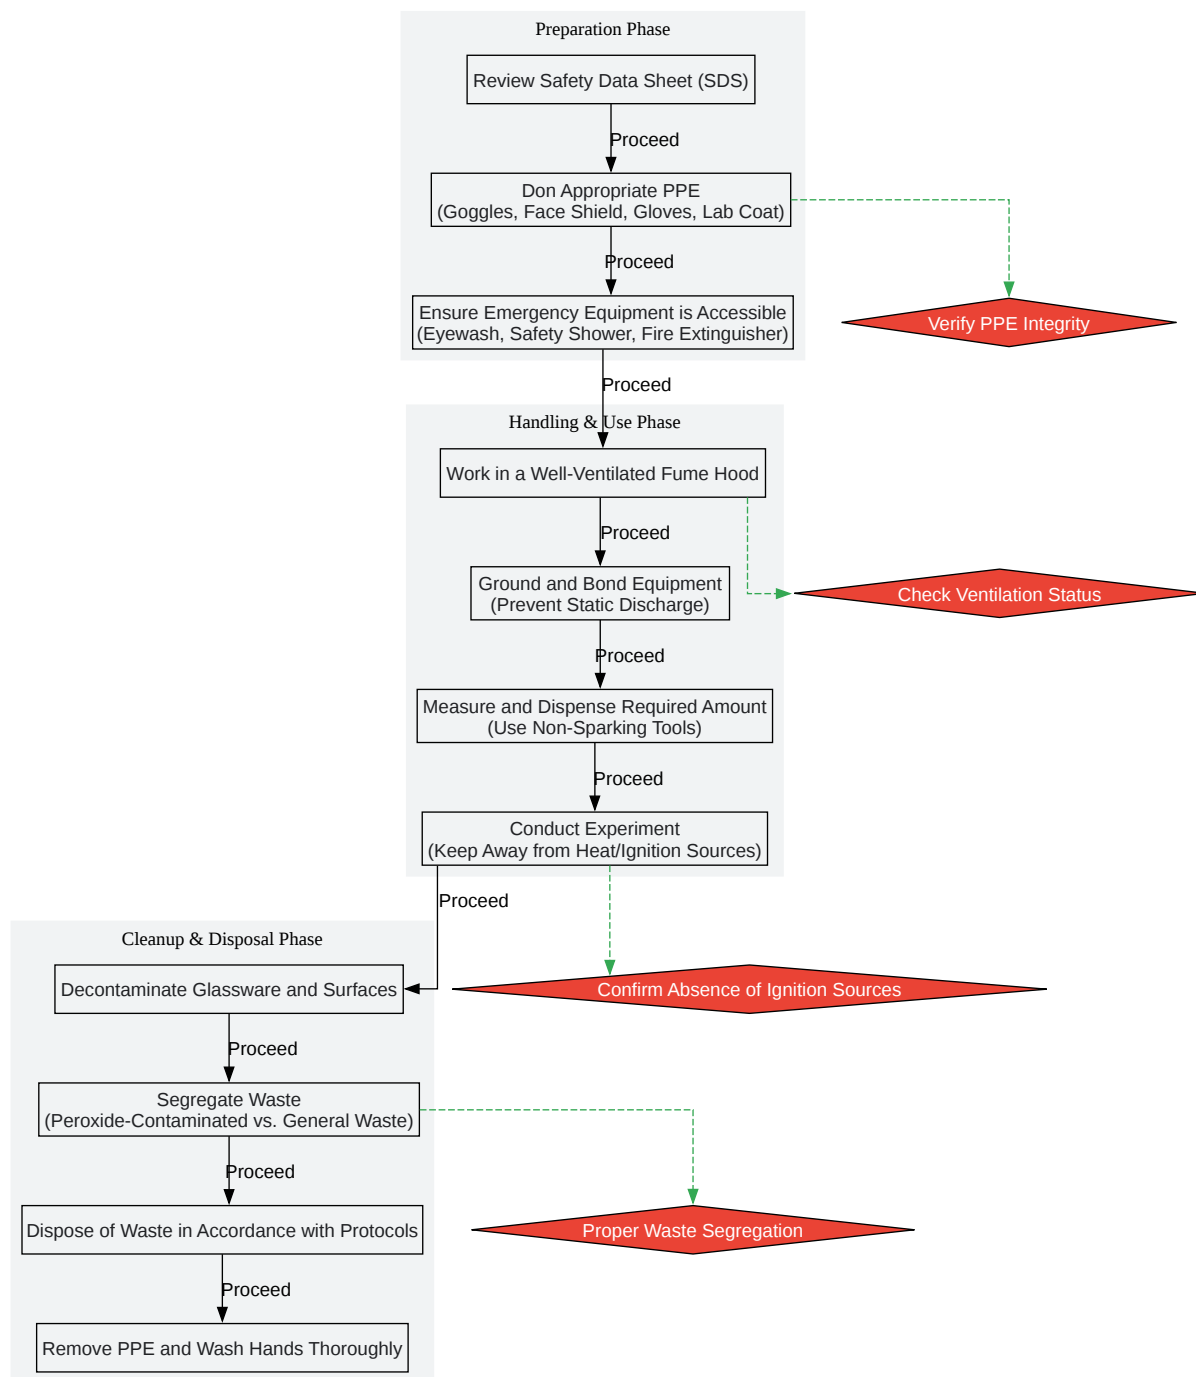 Preparation Phase
Review Safety Data Sheet (SDS)
Proceed
Don Appropriate PPE
(Goggles, Face Shield, Gloves, Lab Coat)
Proceed
Ensure Emergency Equipment is Accessible
(Eyewash, Safety Shower, Fire Extinguisher)
Verify PPE Integrity
Proceed
Handling & Use Phase
Work in a Well-Ventilated Fume Hood
Proceed
Ground and Bond Equipment
(Prevent Static Discharge)
Check Ventilation Status
Proceed
Measure and Dispense Required Amount
(Use Non-Sparking Tools)
Proceed
Conduct Experiment
(Keep Away from Heat/Ignition Sources)
Proceed
Cleanup & Disposal Phase
Decontaminate Glassware and Surfaces
Confirm Absence of Ignition Sources
Proceed
Segregate Waste
(Peroxide-Contaminated vs. General Waste)
Proceed
Dispose of Waste in Accordance with Protocols
Proper Waste Segregation
Proceed
Remove PPE and Wash Hands Thoroughly